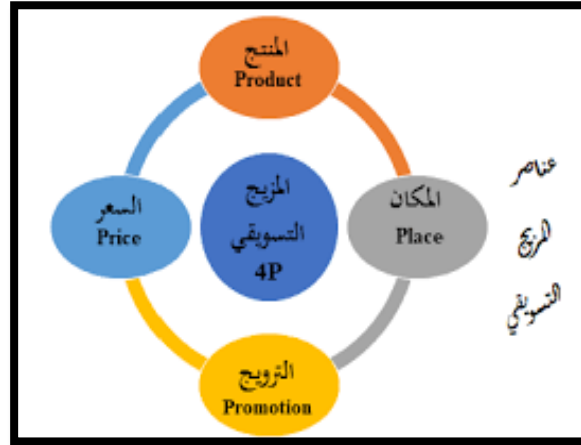 المنتج
Product
السعر
Price
المزيج
التسويقي
4P
المكان
Place
الترويج
Promotion
عناصر
المزيج
التسويقي